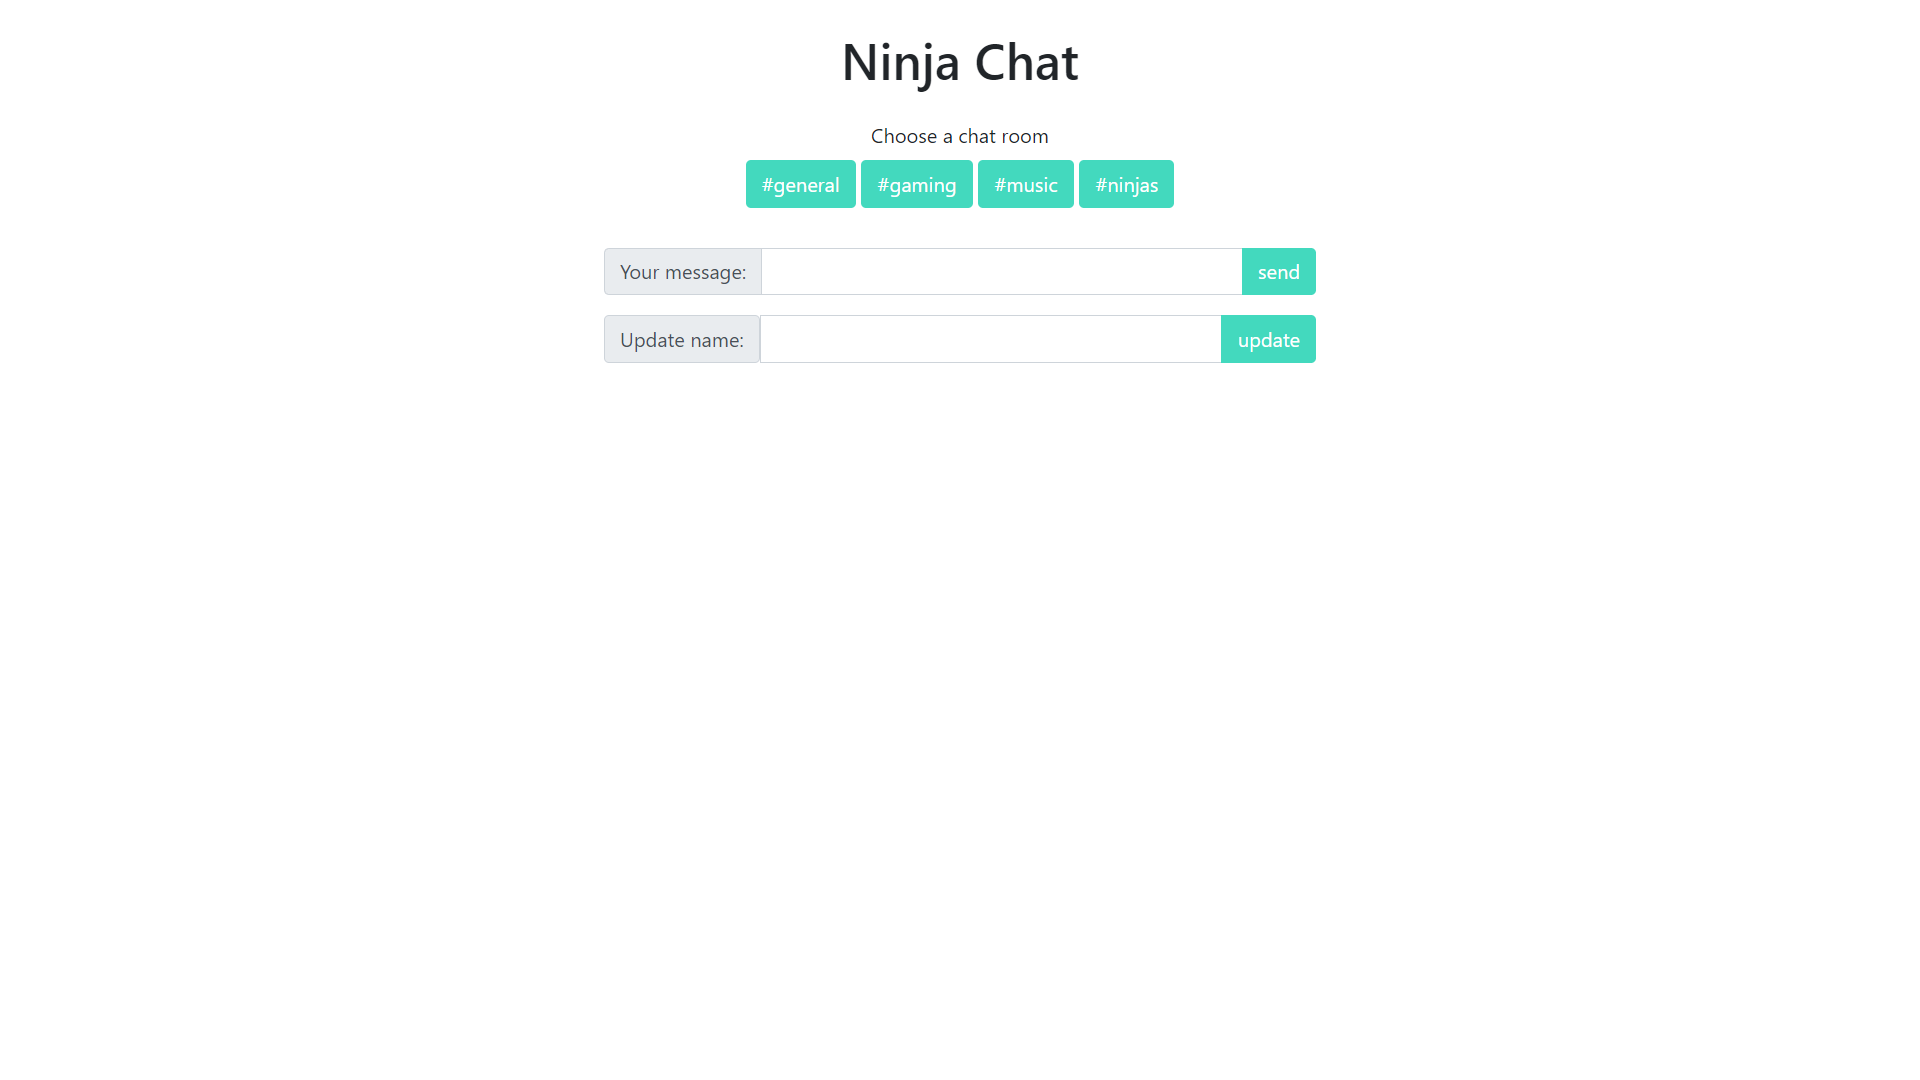 Ninja Chat
Choose a chat room
#general #gaming #music #ninjas
Your message: send
Update name: update